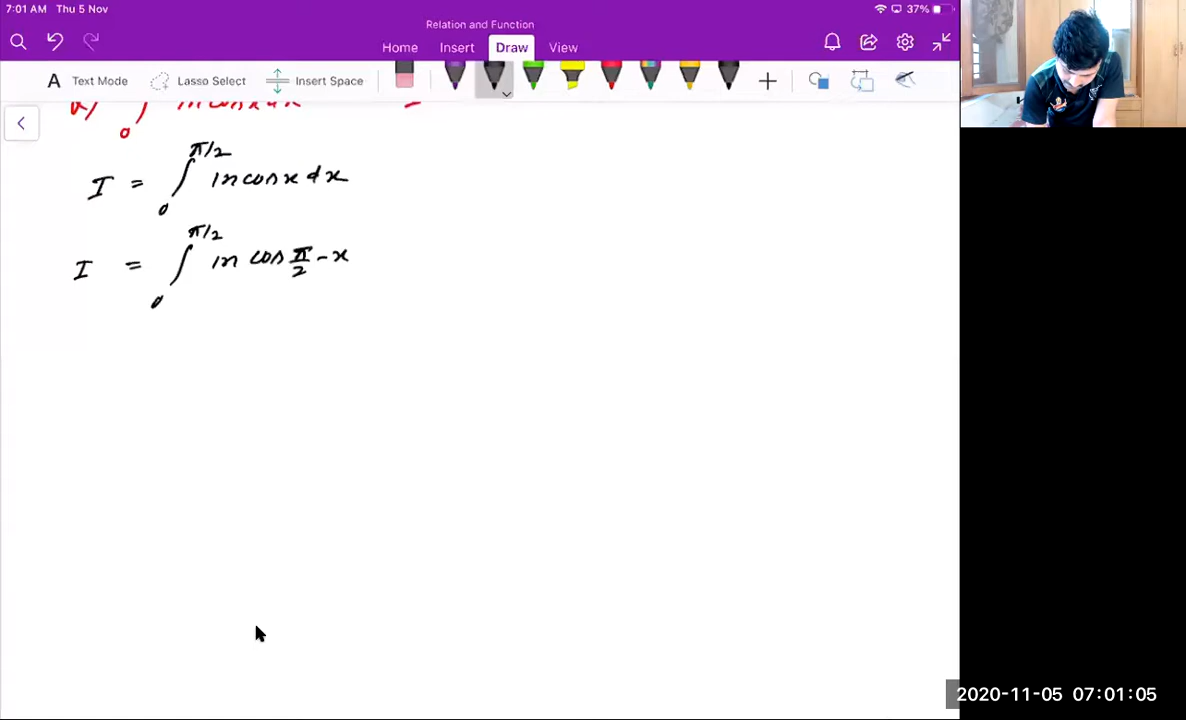 7:01 AM Thu 5 Nov
37%
Relation and Function
Home Insert Draw View
A Text Mode Lasso Select Insert Space
I = ∫₀^π/2 ln cos x dx
I = ∫₀^π/2 ln cos π/2 - x
2020-11-05 07:01:05